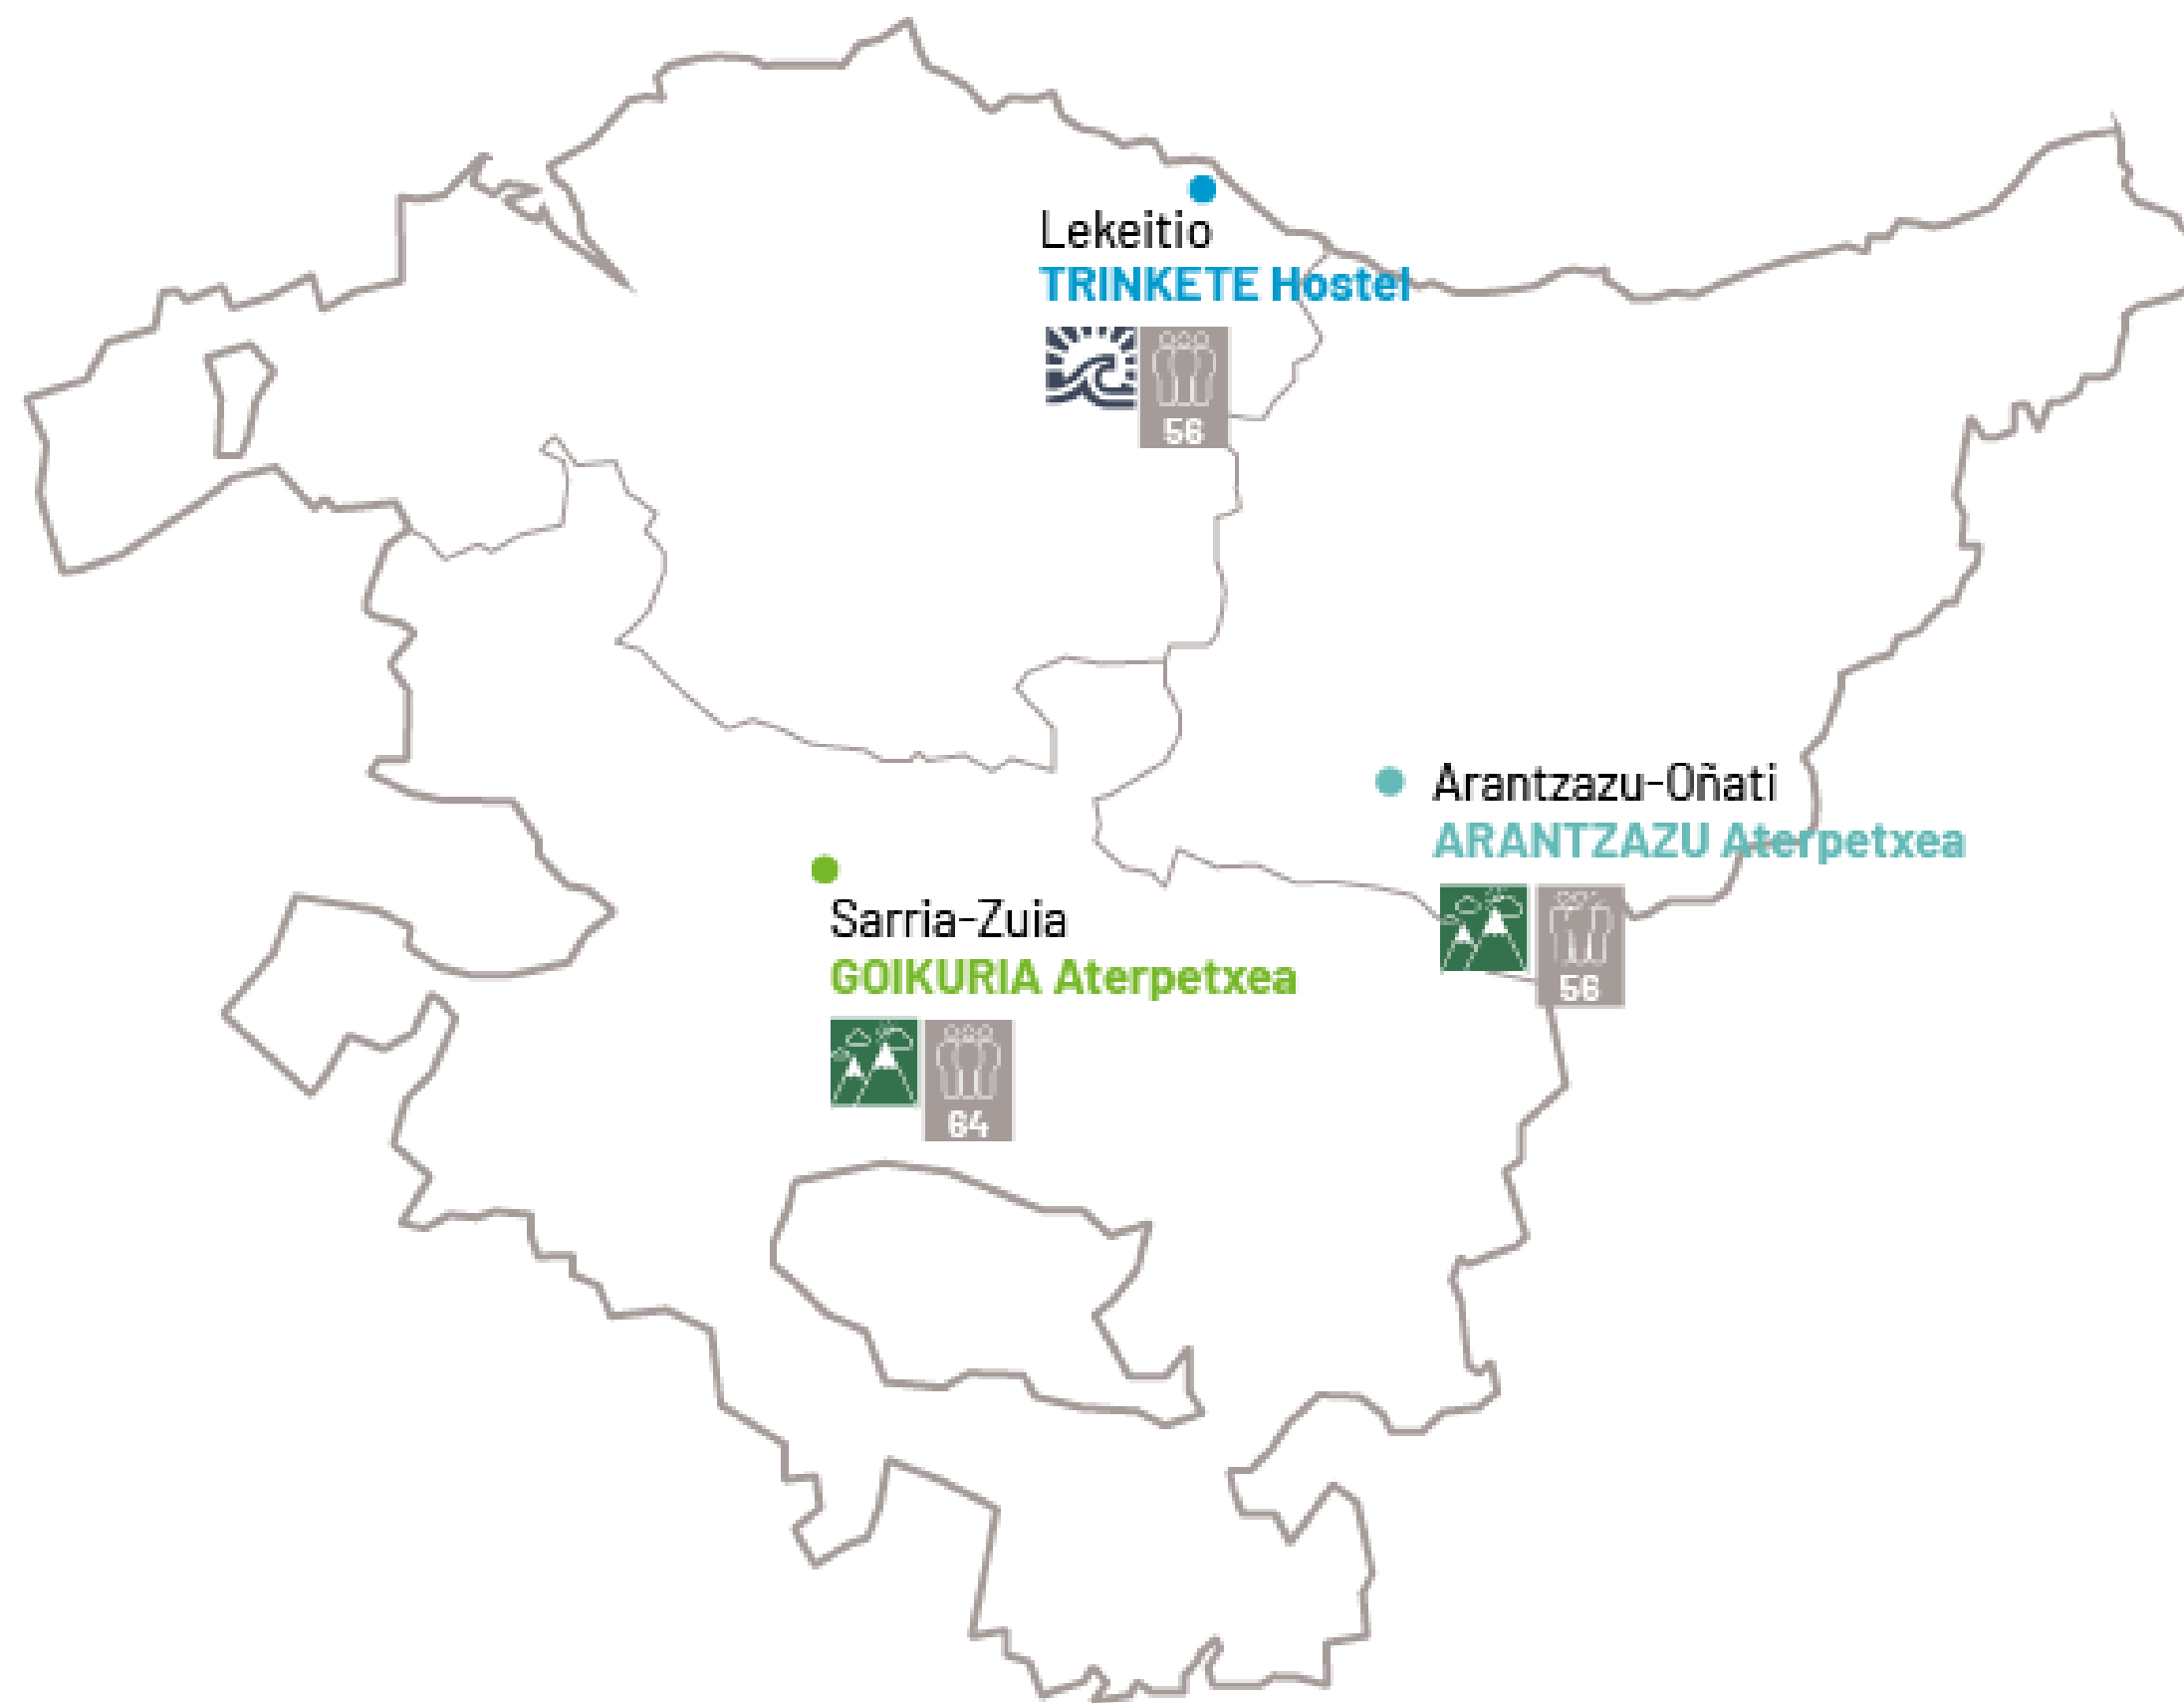 Lekeitio
TRINKETE Hostel
56
Arantzazu-Oñati
ARANTZAZU Aterpetxea
56
Sarria-Zuia
GOIKURIA Aterpetxea
64